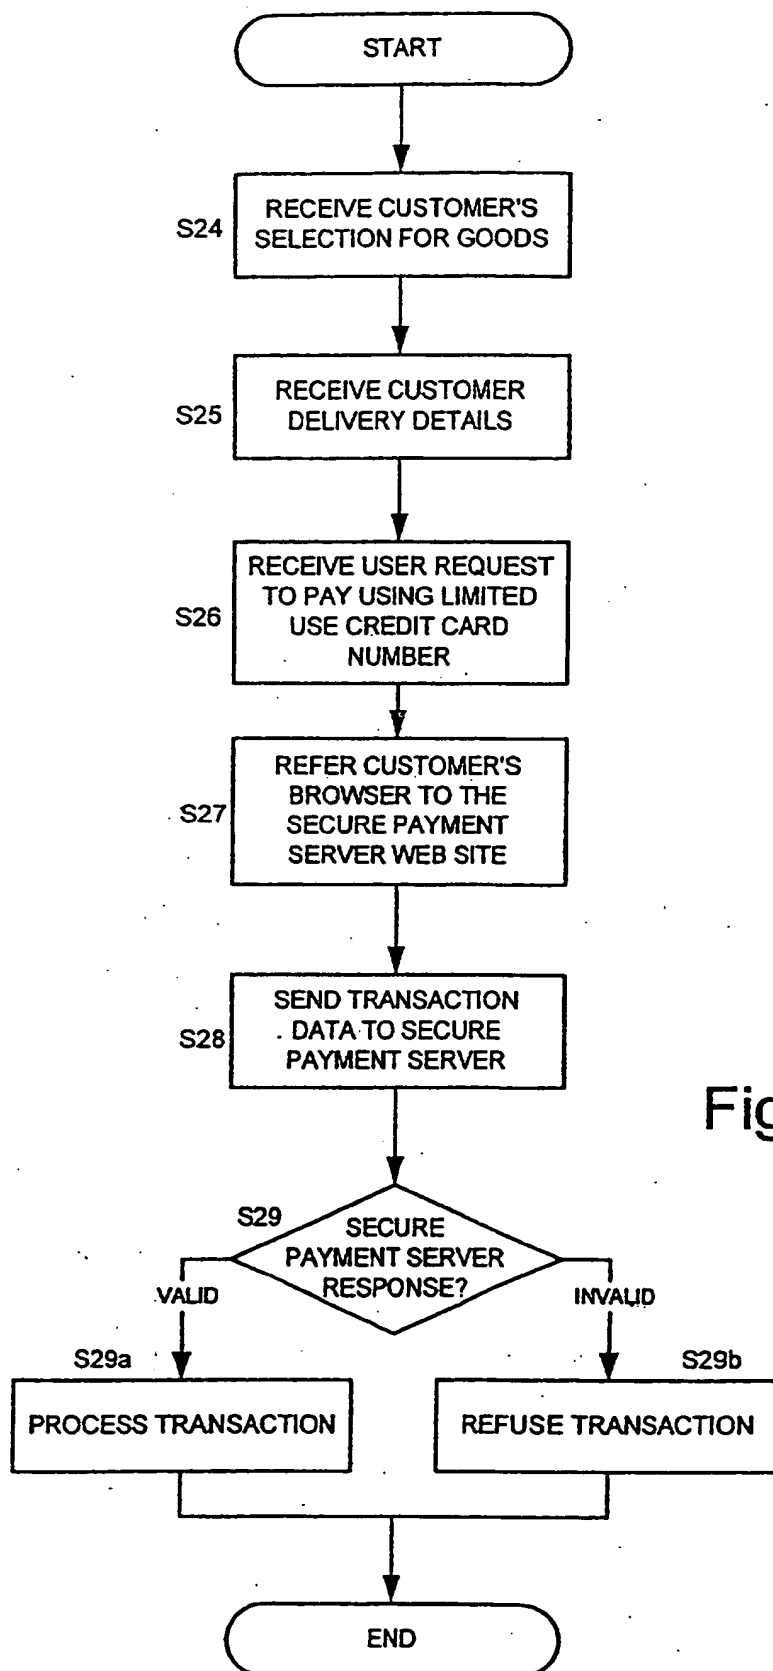 START
S24
RECEIVE CUSTOMER'S
SELECTION FOR GOODS
S25
RECEIVE CUSTOMER
DELIVERY DETAILS
S26
RECEIVE USER REQUEST
TO PAY USING LIMITED
USE CREDIT CARD
NUMBER
S27
REFER CUSTOMER'S
BROWSER TO THE
SECURE PAYMENT
SERVER WEB SITE
S28
SEND TRANSACTION
DATA TO SECURE
PAYMENT SERVER
Fig
S29
SECURE
PAYMENT SERVER
RESPONSE?
VALID
INVALID
S29a
S29b
PROCESS TRANSACTION
REFUSE TRANSACTION
END